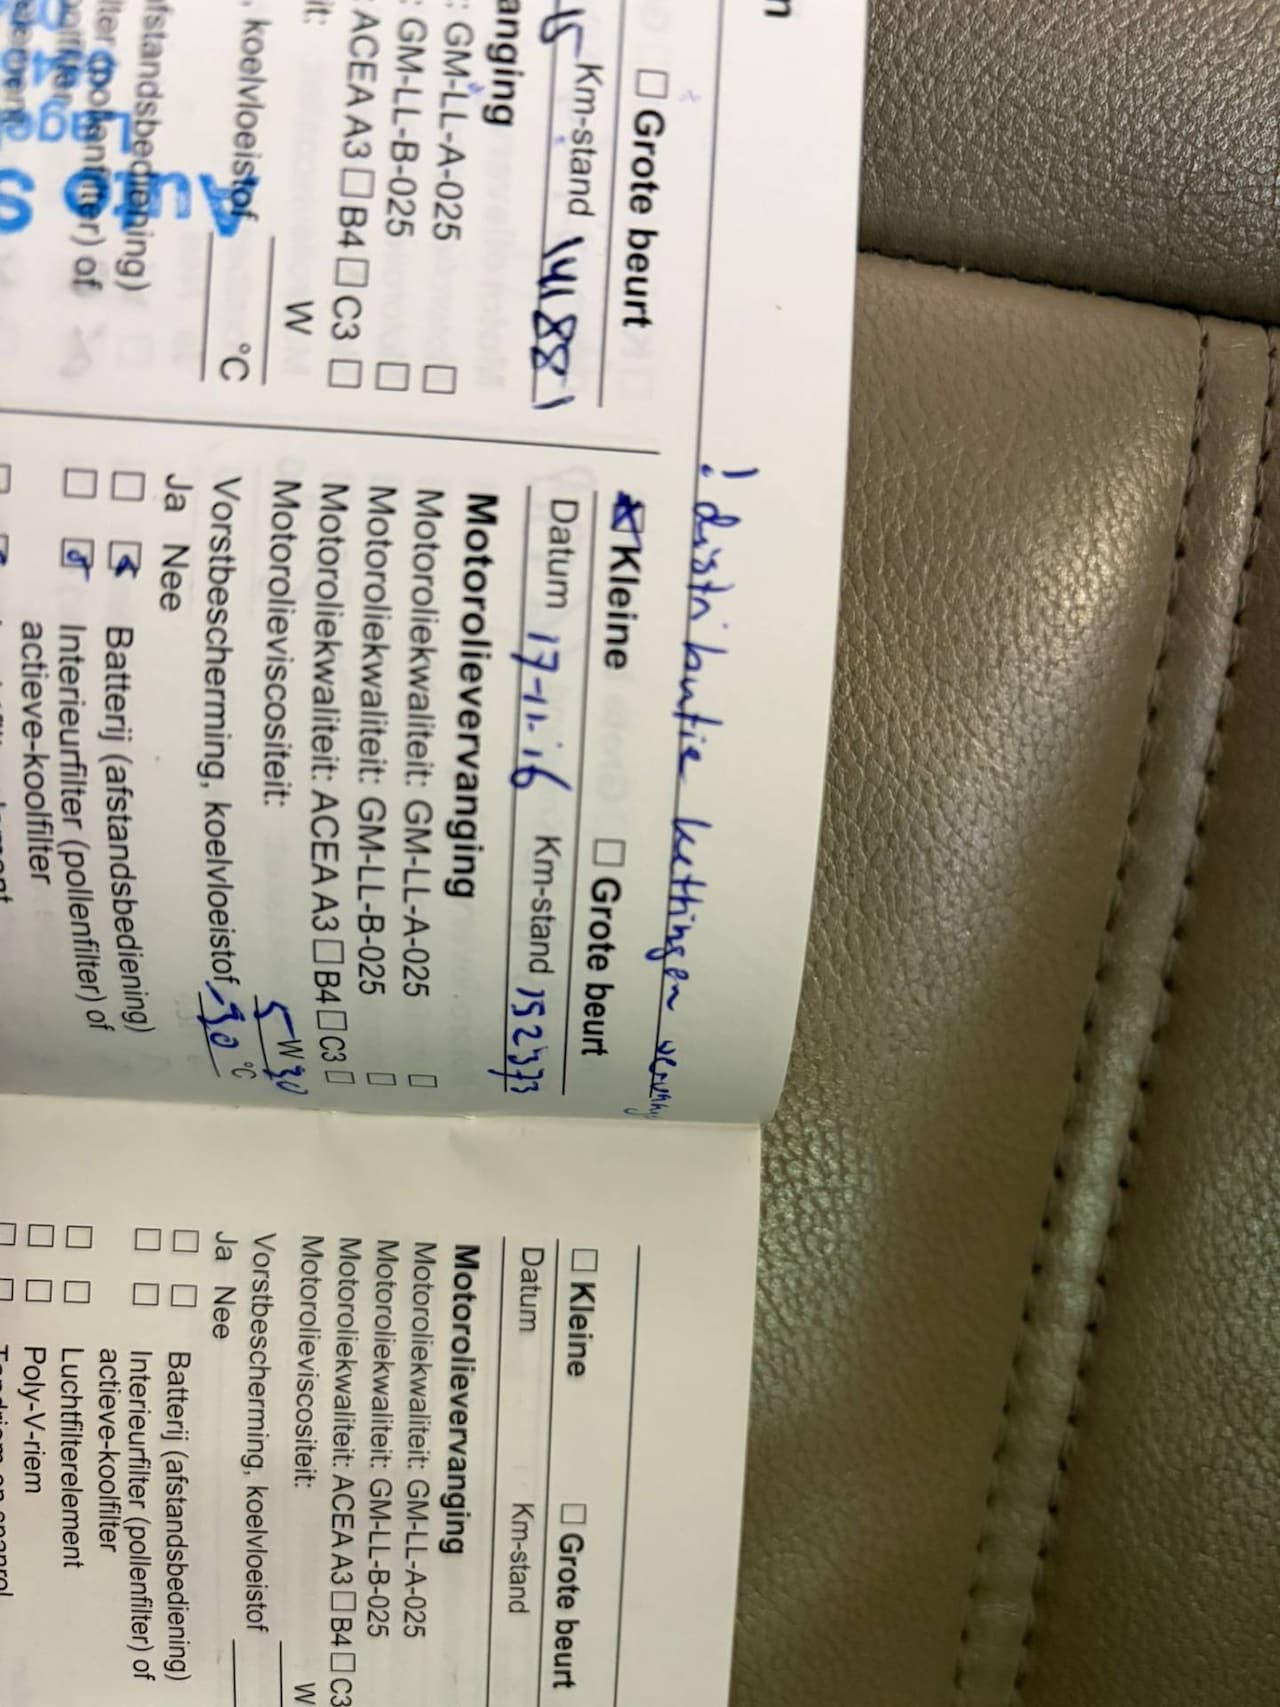 n
☐ Grote beurt
-15 Km-stand 141881
anging
: GM-LL-A-025 ☐
: GM-LL-B-025 ☐
: ACEA A3 ☐ B4 ☐ C3 ☐
it: W
, koelvloeistof °C
afstandsbediening)
pollenfilter) of
! distributie kettingen
☒ Kleine ☐ Grote beurt
Datum 17-11-16 Km-stand 152373
Motorolievervanging
Motoroliekwaliteit: GM-LL-A-025 ☐
Motoroliekwaliteit: GM-LL-B-025 ☐
Motoroliekwaliteit: ACEA A3 ☐ B4 ☐ C3 ☐
Motorolieviscositeit: 5 W 30
Vorstbescherming, koelvloeistof -30 °C
Ja Nee
☐ ☑ Batterij (afstandsbediening)
☐ ☑ Interieurfilter (pollenfilter) of
actieve-koolfilter
☐ Kleine ☐ Grote beurt
Datum Km-stand
Motorolievervanging
Motoroliekwaliteit: GM-LL-A-025
Motoroliekwaliteit: GM-LL-B-025
Motoroliekwaliteit: ACEA A3 ☐ B4 ☐ C3
Motorolieviscositeit: W
Vorstbescherming, koelvloeistof
Ja Nee
☐ ☐ Batterij (afstandsbediening)
☐ ☐ Interieurfilter (pollenfilter) of
actieve-koolfilter
☐ ☐ Luchtfilterelement
☐ ☐ Poly-V-riem